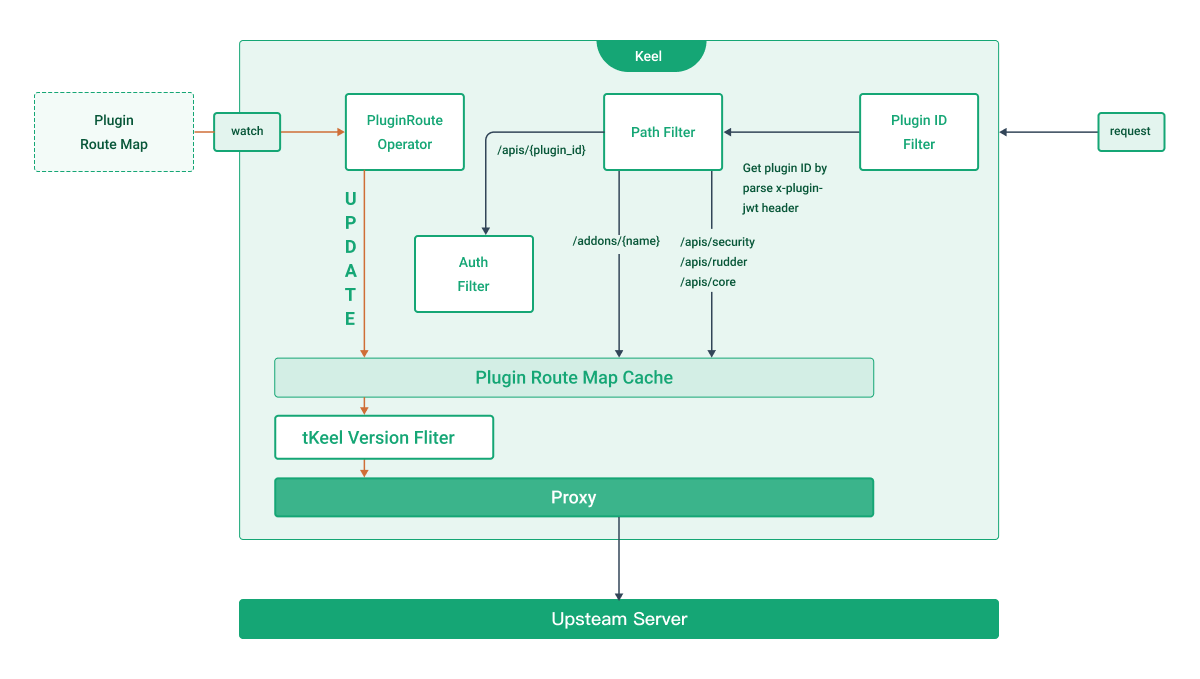 Keel
Plugin
Route Map
watch
PluginRoute
Operator
Path Filter
Plugin ID
Filter
request
/apis/{plugin_id}
Get plugin ID by
parse x-plugin-
jwt header
U
P
D
A
T
E
Auth
Filter
/addons/{name}
/apis/security
/apis/rudder
/apis/core
Plugin Route Map Cache
tKeel Version Fliter
Proxy
Upsteam Server